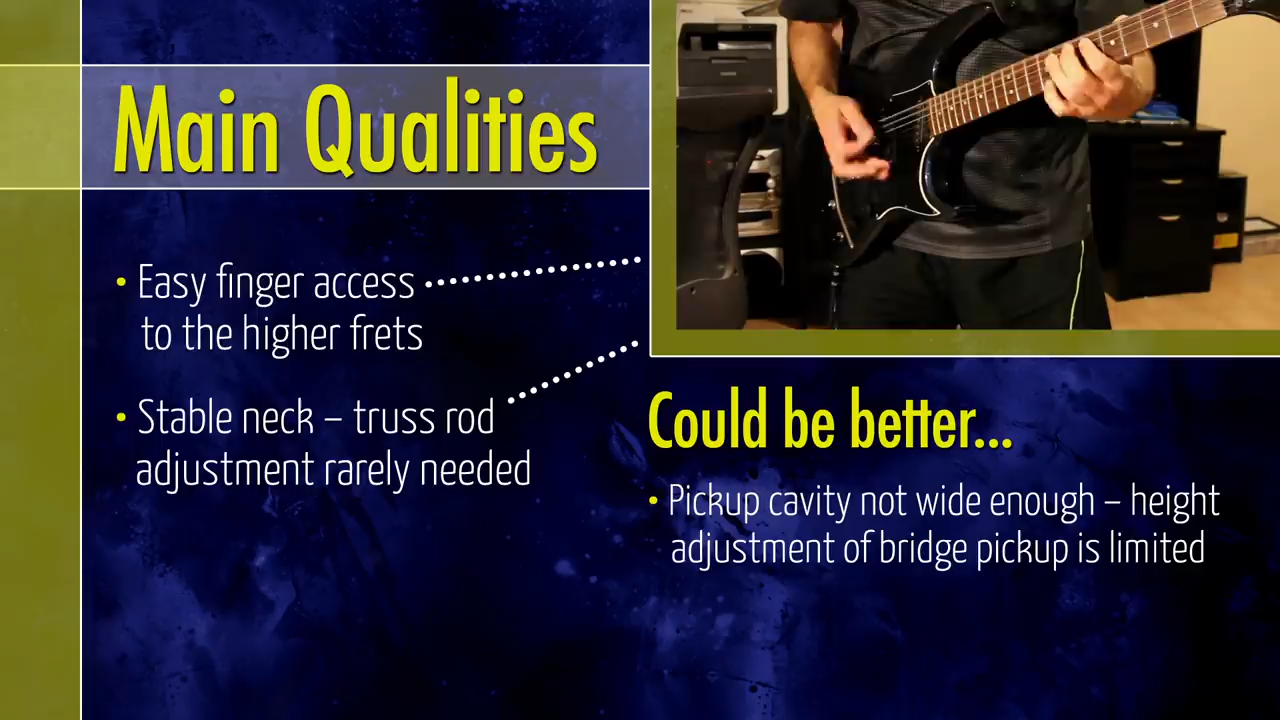 Main Qualities
• Easy finger access
to the higher frets
• Stable neck – truss rod
adjustment rarely needed
Could be better...
• Pickup cavity not wide enough – height
adjustment of bridge pickup is limited